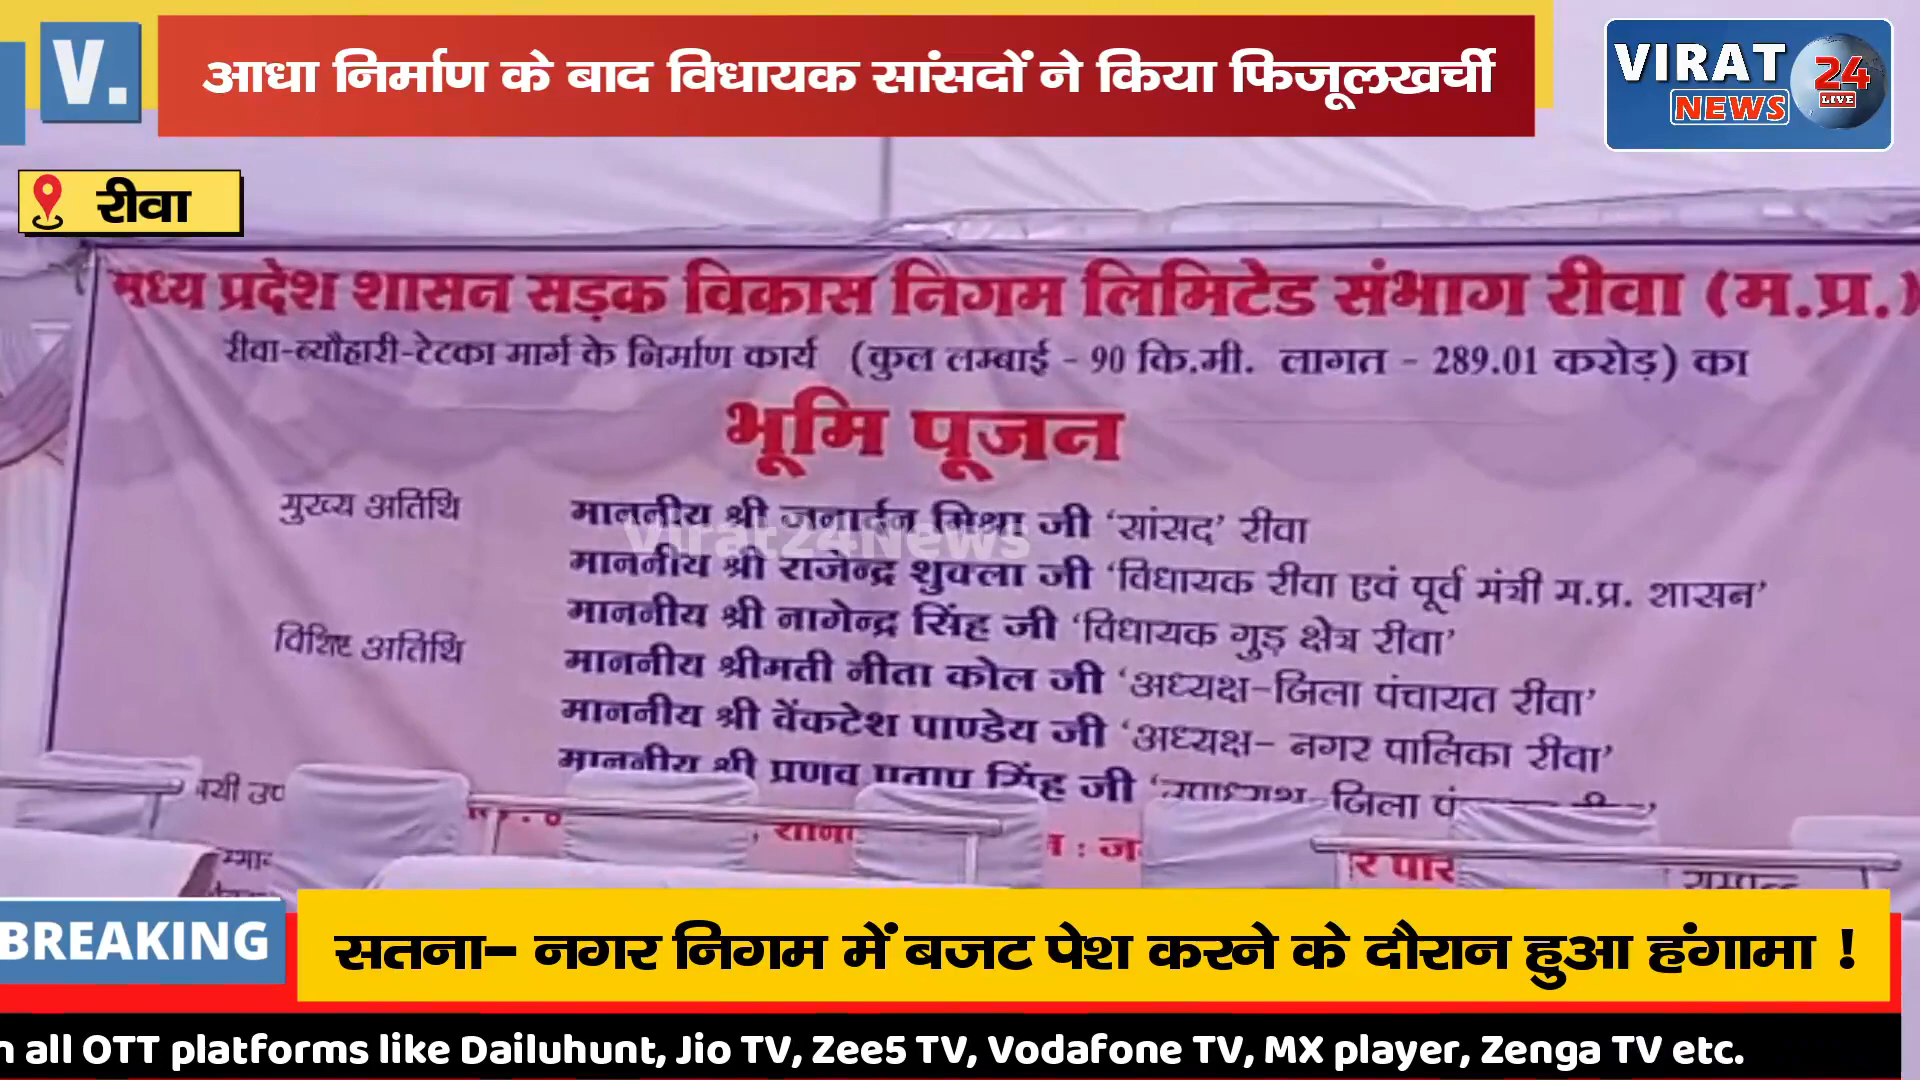 V.
आधा निर्माण के बाद विधायक सांसदों ने किया फिजूलखर्ची
VIRAT
NEWS
24
LIVE
रीवा
मध्य प्रदेश शासन सड़क विकास निगम लिमिटेड संभाग रीवा (म.प्र.)
रीवा-ब्यौहारी-टेटका मार्ग के निर्माण कार्य (कुल लम्बाई - 90 कि.मी. लागत - 289.01 करोड़) का
भूमि पूजन
मुख्य अतिथि माननीय श्री जनार्दन मिश्रा जी ‘सांसद’ रीवा
Virat24News
माननीय श्री राजेन्द्र शुक्ला जी ‘विधायक रीवा एवं पूर्व मंत्री म.प्र. शासन’
माननीय श्री नागेन्द्र सिंह जी ‘विधायक गुड़ क्षेत्र रीवा’
विशिष्ट अतिथि माननीय श्रीमती नीता कोल जी ‘अध्यक्ष-जिला पंचायत रीवा’
माननीय श्री वेंकटेश पाण्डेय जी ‘अध्यक्ष- नगर पालिका रीवा’
माननीय श्री प्रणव प्रताप सिंह जी ‘उपाध्यक्ष-जिला
BREAKING
सतना- नगर निगम में बजट पेश करने के दौरान हुआ हंगामा !
all OTT platforms like Dailuhunt, Jio TV, Zee5 TV, Vodafone TV, MX player, Zenga TV etc.